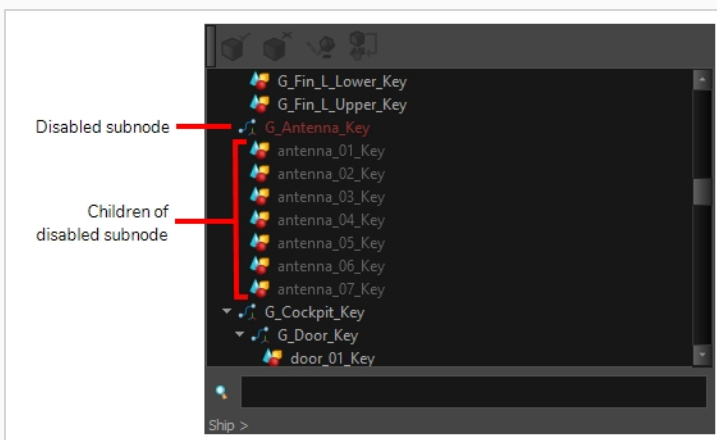 G_Fin_L_Lower_Key
G_Fin_L_Upper_Key
Disabled subnode
G_Antenna_Key
antenna_01_Key
antenna_02_Key
antenna_03_Key
Children of
disabled subnode
antenna_04_Key
antenna_05_Key
antenna_06_Key
antenna_07_Key
G_Cockpit_Key
G_Door_Key
door_01_Key
Ship >